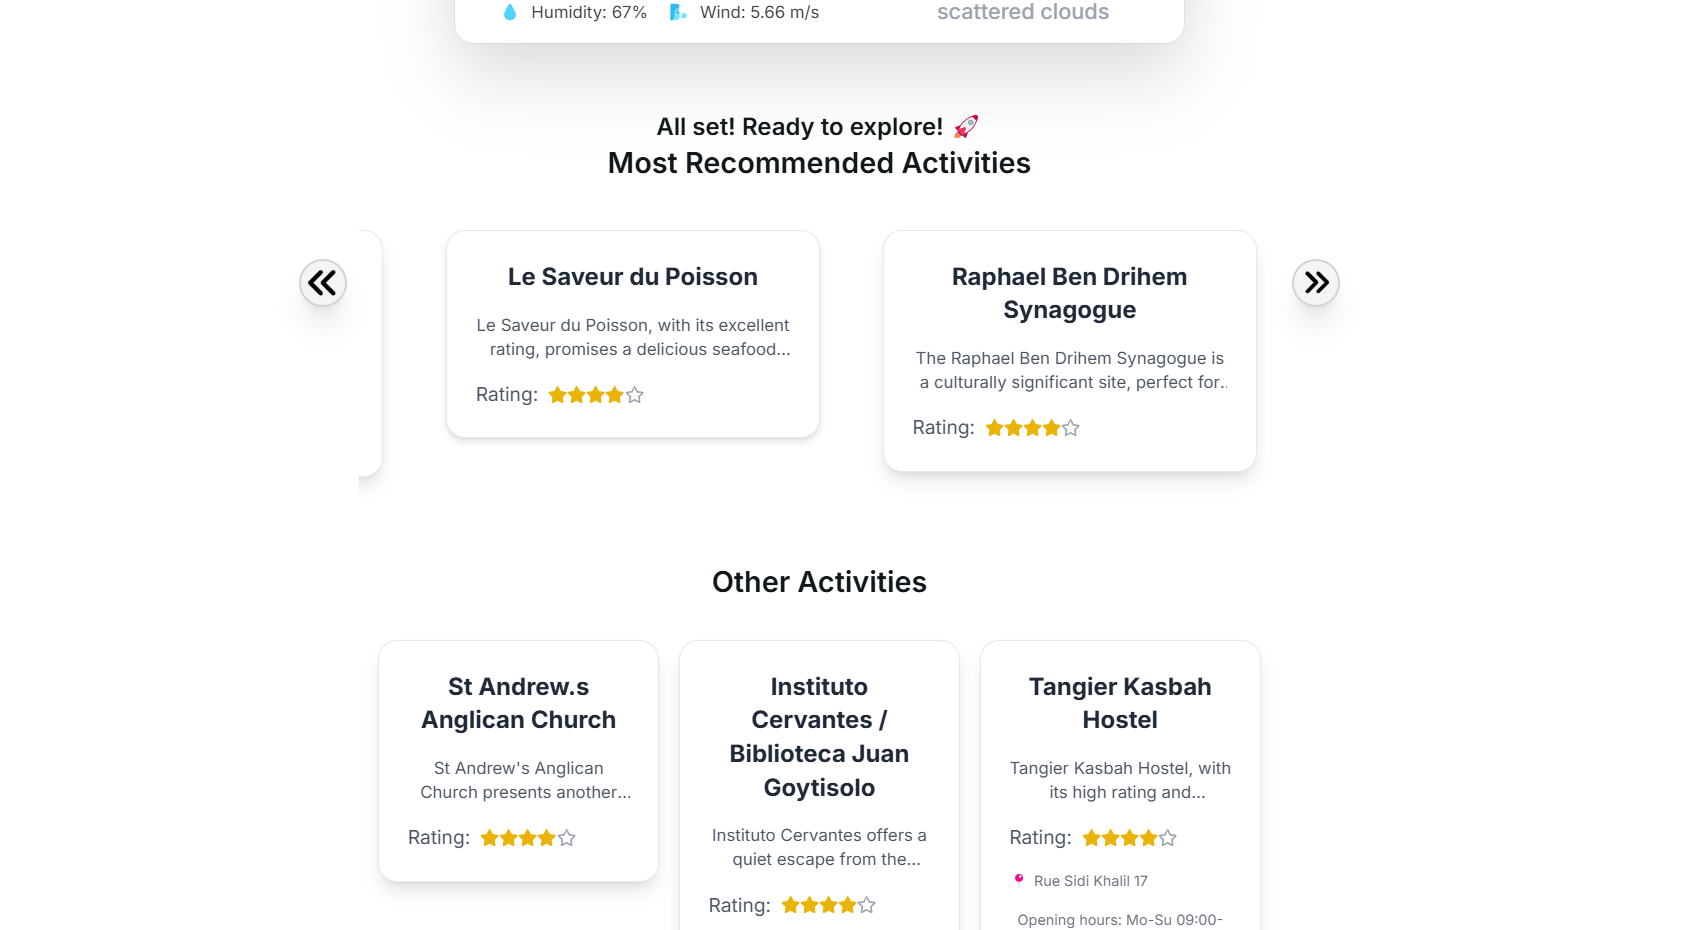 Humidity: 67% Wind: 5.66 m/s
scattered clouds
All set! Ready to explore! 🚀
Most Recommended Activities
Le Saveur du Poisson
Le Saveur du Poisson, with its excellent
rating, promises a delicious seafood...
Rating:
Raphael Ben Drihem
Synagogue
The Raphael Ben Drihem Synagogue is
a culturally significant site, perfect for..
Rating:
Other Activities
St Andrew.s
Anglican Church
St Andrew's Anglican
Church presents another...
Rating:
Instituto
Cervantes /
Biblioteca Juan
Goytisolo
Instituto Cervantes offers a
quiet escape from the...
Rating:
Tangier Kasbah
Hostel
Tangier Kasbah Hostel, with
its high rating and...
Rating:
Rue Sidi Khalil 17
Opening hours: Mo-Su 09:00-